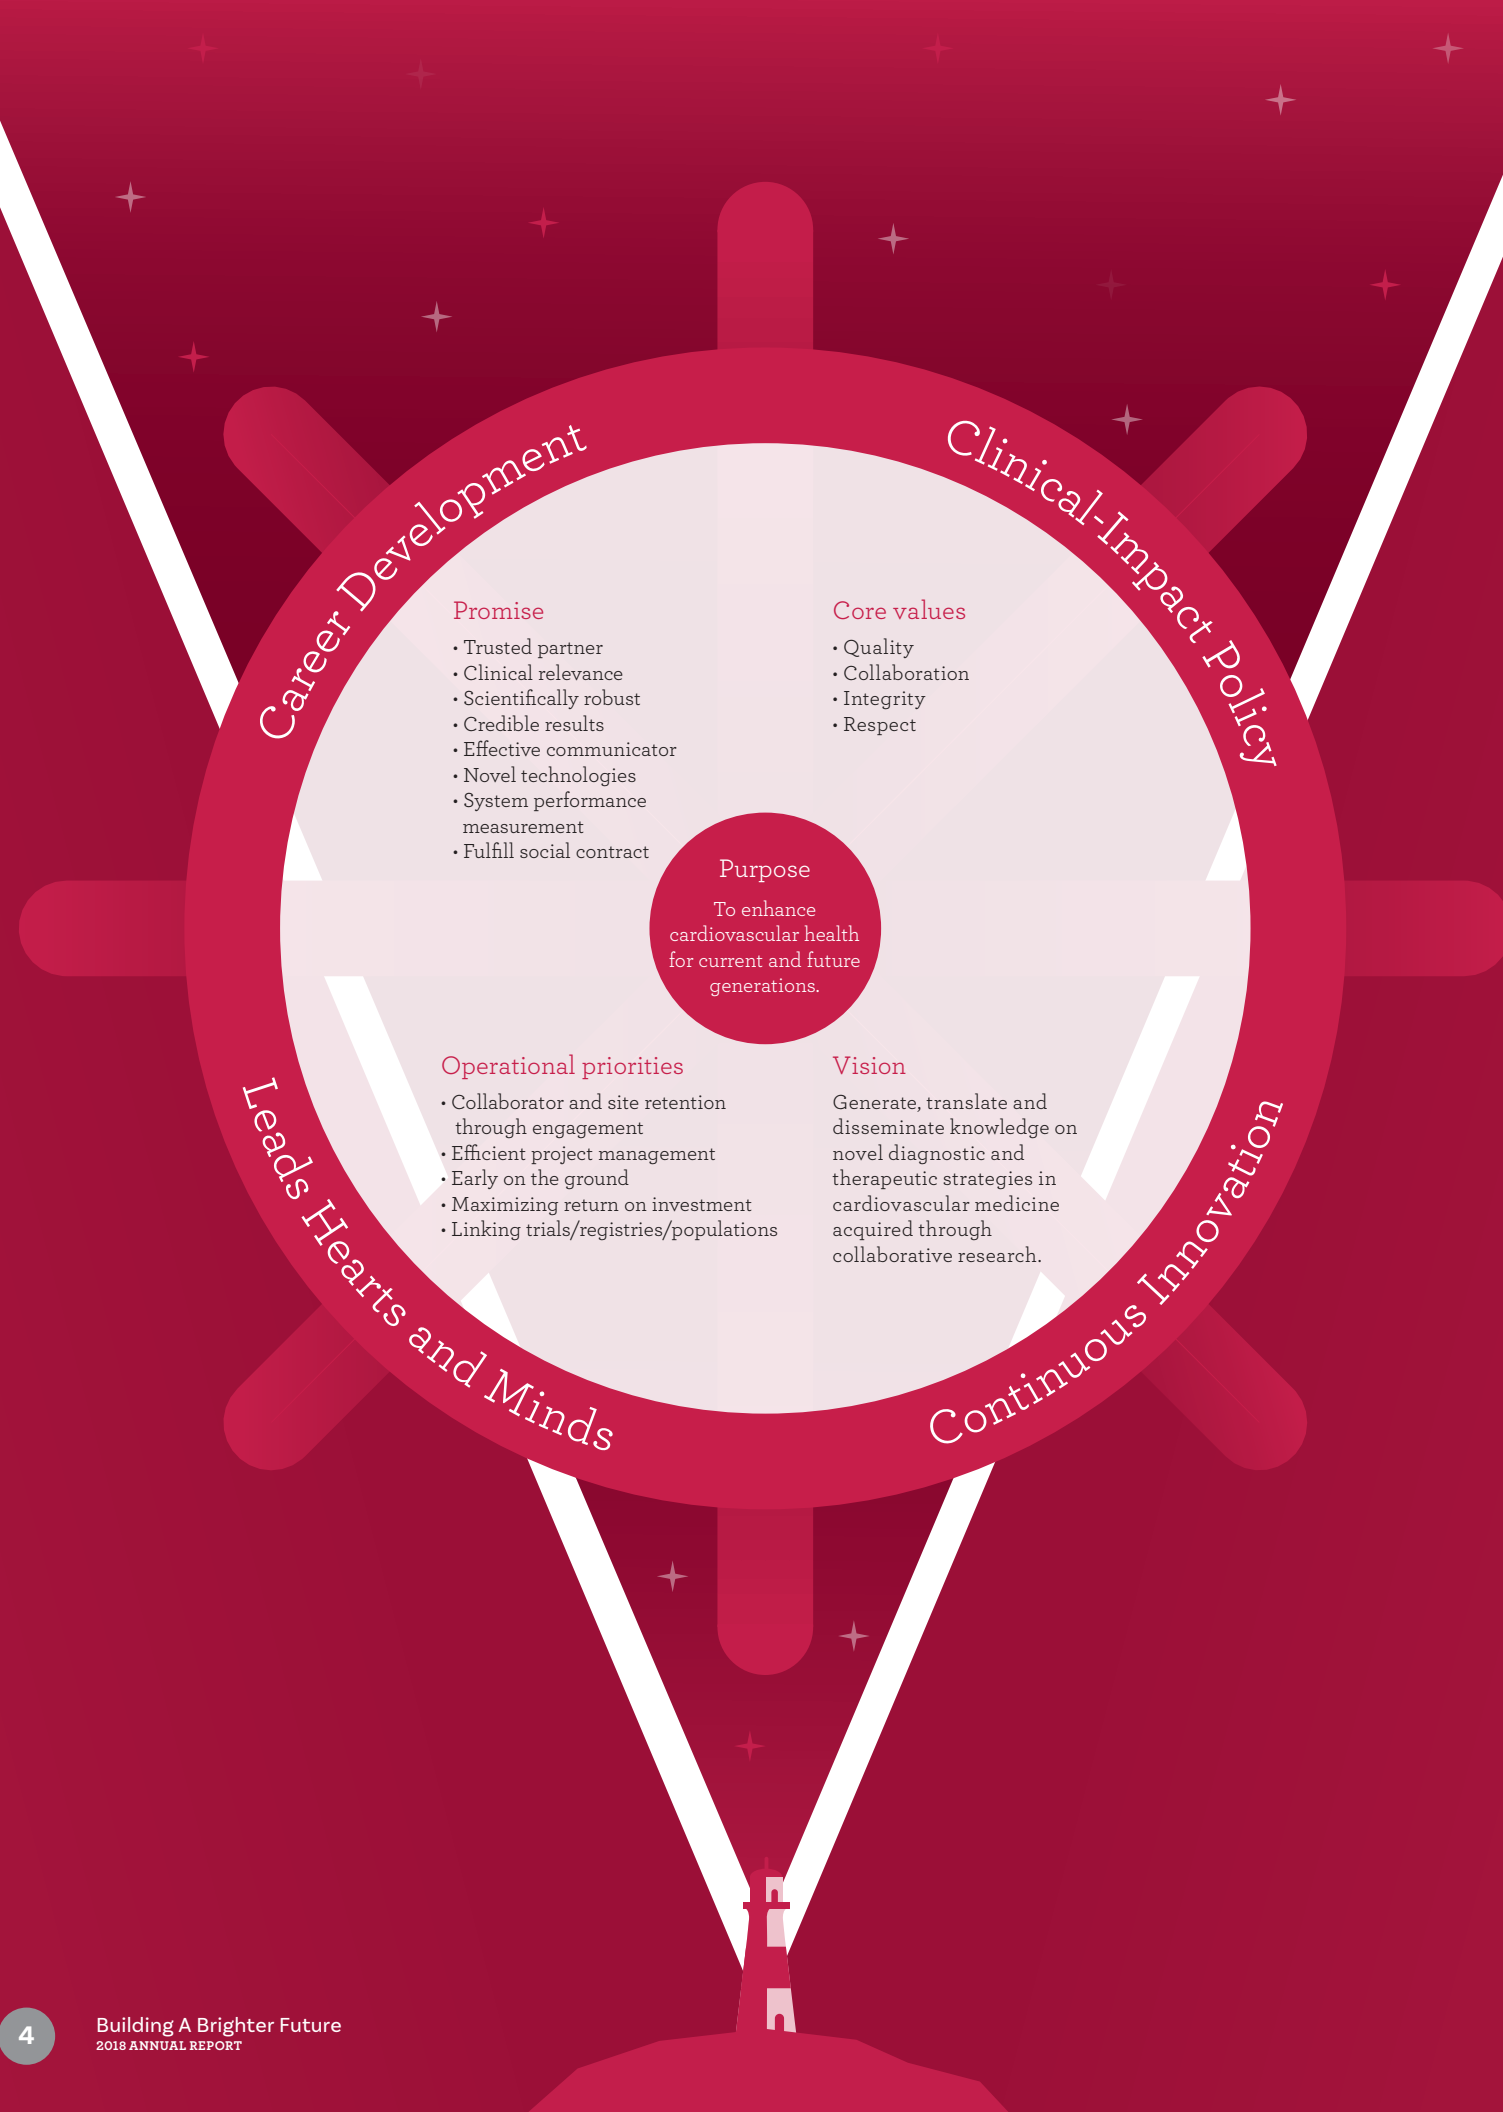 Career Development
Clinical-Impact Policy
Promise
• Trusted partner
• Clinical relevance
• Scientifically robust
• Credible results
• Effective communicator
• Novel technologies
• System performance
measurement
• Fulfill social contract
Core values
• Quality
• Collaboration
• Integrity
• Respect
Purpose
To enhance
cardiovascular health
for current and future
generations.
Operational priorities
• Collaborator and site retention
through engagement
• Efficient project management
• Early on the ground
• Maximizing return on investment
• Linking trials/registries/populations
Vision
Generate, translate and
disseminate knowledge on
novel diagnostic and
therapeutic strategies in
cardiovascular medicine
acquired through
collaborative research.
Leads Hearts and Minds
Continuous Innovation
4
Building A Brighter Future
2018 ANNUAL REPORT